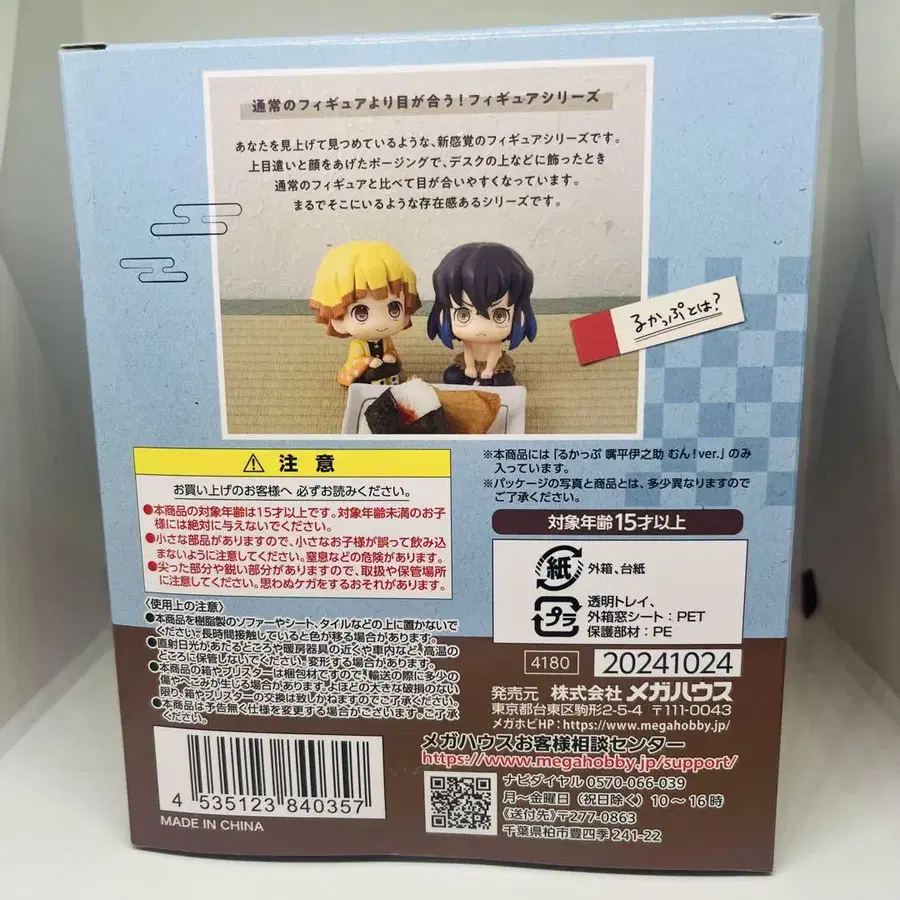 通常のフィギュアより目が合う!フィギュアシリーズ
あなたを見上げて見つめているような、新感覚のフィギュアシリーズです。
上目遣いと顔をあげたポージングで、デスクの上などに飾ったとき
通常のフィギュアと比べて目が合いやすくなっています。
まるでそこにいるような存在感あるシリーズです。
るかっぷとは?
⚠ 注意
お買い上げのお客様へ 必ずお読みください。
●本商品の対象年齢は15才以上です。対象年齢未満のお子
様には絶対に与えないでください。
●小さな部品がありますので、小さなお子様が誤って飲み込
まないように注意してください。窒息などの危険があります。
●尖った部分や鋭い部分がありますので、取扱や保管場所
に注意してください。思わぬケガをするおそれがあります。
〈使用上の注意〉
●本商品を樹脂製のソファーやシート、タイルなどの上に置かないで
ください。長時間接触していると色が移る場合があります。
●直射日光があたるところや暖房器具の近くや車内など、高温の
ところに保管しないでください。変形する場合があります。
●本商品の箱やブリスターは梱包材ですので、輸送の際に多少の
傷やへこみが生じる場合があります。よほどの大きな破損のない
限り、箱やブリスターの交換は致しかねますのでご了承ください。
●本商品は予告無く仕様を変更する場合がございます。ご了承
ください。
4 535123 840357
MADE IN CHINA
※本商品には「るかっぷ 嘴平伊之助 むん!ver.」のみ
入っています。
※パッケージの写真と商品とは、多少異なりますので
ご了承ください。
対象年齢15才以上
紙 外箱、台紙
プラ 透明トレイ、
外箱窓シート:PET
保護部材:PE
4180 20241024
発売元 株式会社 メガハウス
東京都台東区駒形2-5-4 〒111-0043
メガホビHP:https://www.megahobby.jp/
メガハウスお客様相談センター
https://www.megahobby.jp/support/
ナビダイヤル 0570-066-039
月~金曜日(祝日除く)10~16時
〈送付先〉〒277-0863
千葉県柏市豊四季241-22